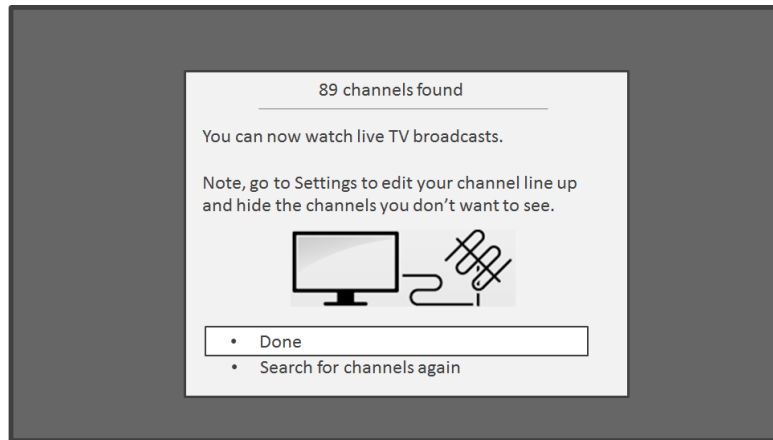 89 channels found
You can now watch live TV broadcasts.
Note, go to Settings to edit your channel line up
and hide the channels you don’t want to see.
• Done
• Search for channels again